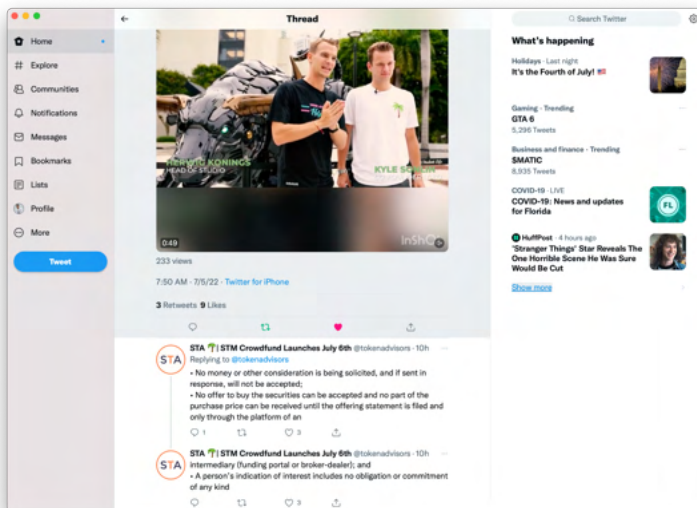 Home
Explore
Communities
Notifications
Messages
Bookmarks
Lists
Profile
More
Tweet
Thread
HERWIG KONINGS
HEAD OF STUDIO
KYLE
0:49
InSh
233 views
7:50 AM · 7/5/22 · Twitter for iPhone
3 Retweets 9 Likes
STA
STA 🌴| STM Crowdfund Launches July 6th @tokenadvisors · 10h
Replying to @tokenadvisors
• No money or other consideration is being solicited, and if sent in
response, will not be accepted;
• No offer to buy the securities can be accepted and no part of the
purchase price can be received until the offering statement is filed and
only through the platform of an
1
3
STA
STA 🌴| STM Crowdfund Launches July 6th @tokenadvisors · 10h
intermediary (funding portal or broker-dealer); and
• A person's indication of interest includes no obligation or commitment
of any kind
3
Search Twitter
What's happening
Holidays · Last night
It's the Fourth of July! 🇺🇸
Gaming · Trending
GTA 6
5,296 Tweets
Business and finance · Trending
$MATIC
8,935 Tweets
COVID-19 · LIVE
COVID-19: News and updates
for Florida
FL
HuffPost · 4 hours ago
'Stranger Things' Star Reveals The
One Horrible Scene He Was Sure
Would Be Cut
Show more